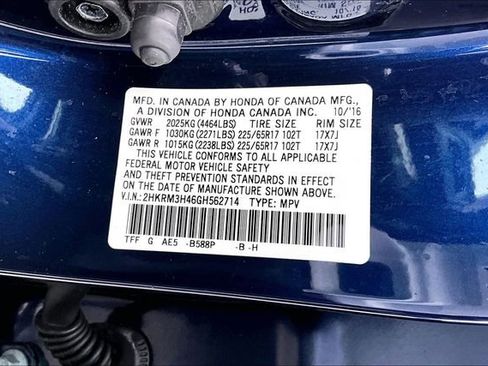 MFD. IN CANADA BY HONDA OF CANADA MFG.,
A DIVISION OF HONDA CANADA INC. 10/'16
GVWR 2025KG(4464LBS) TIRE SIZE RIM SIZE
GAWR F 1030KG(2271LBS) 225/65R17 102T 17X7J
GAWR R 1015KG(2238LBS) 225/65R17 102T 17X7J
THIS VEHICLE CONFORMS TO ALL APPLICABLE
FEDERAL MOTOR VEHICLE SAFETY
AND THEFT PREVENTION STANDARDS IN EFFECT
ON THE DATE OF MANUFACTURE SHOWN ABOVE.
V.I.N.: 2HKRM3H46GH562714 TYPE: MPV
TFF G AE5 -B588P -B -H